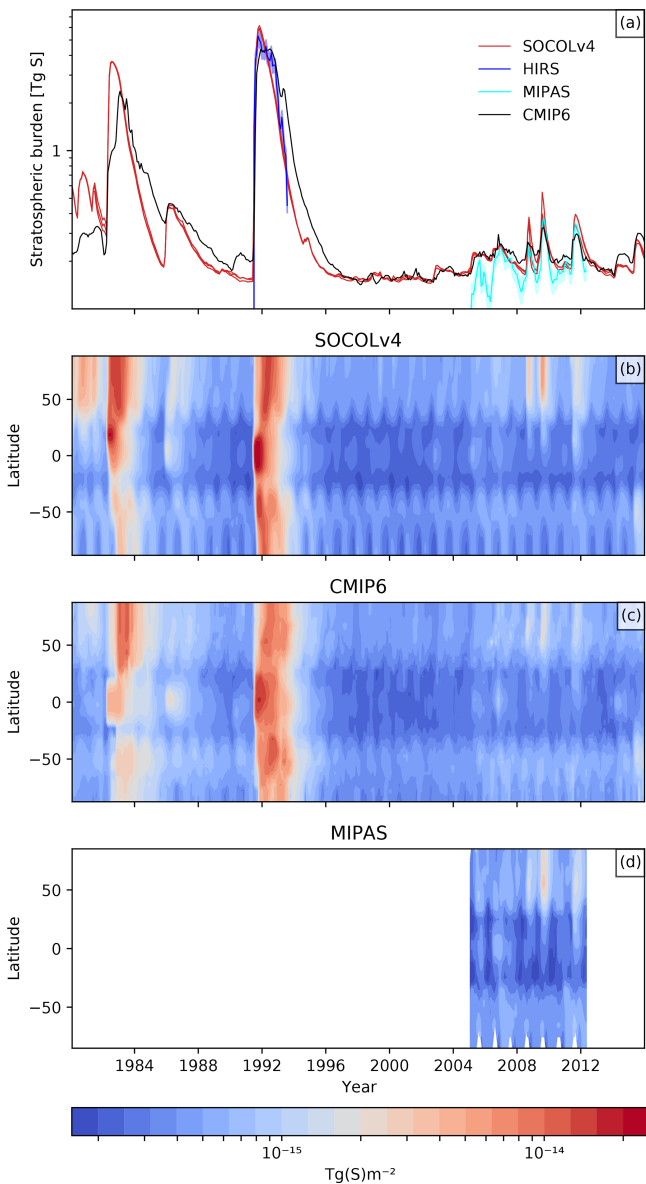 (a)
SOCOLv4
HIRS
MIPAS
CMIP6
Stratospheric burden [Tg S]
1
SOCOLv4
(b)
Latitude
50
0
−50
CMIP6
(c)
Latitude
50
0
−50
MIPAS
(d)
Latitude
50
0
−50
1984 1988 1992 1996 2000 2004 2008 2012
Year
10⁻¹⁵ 10⁻¹⁴
Tg(S)m⁻²